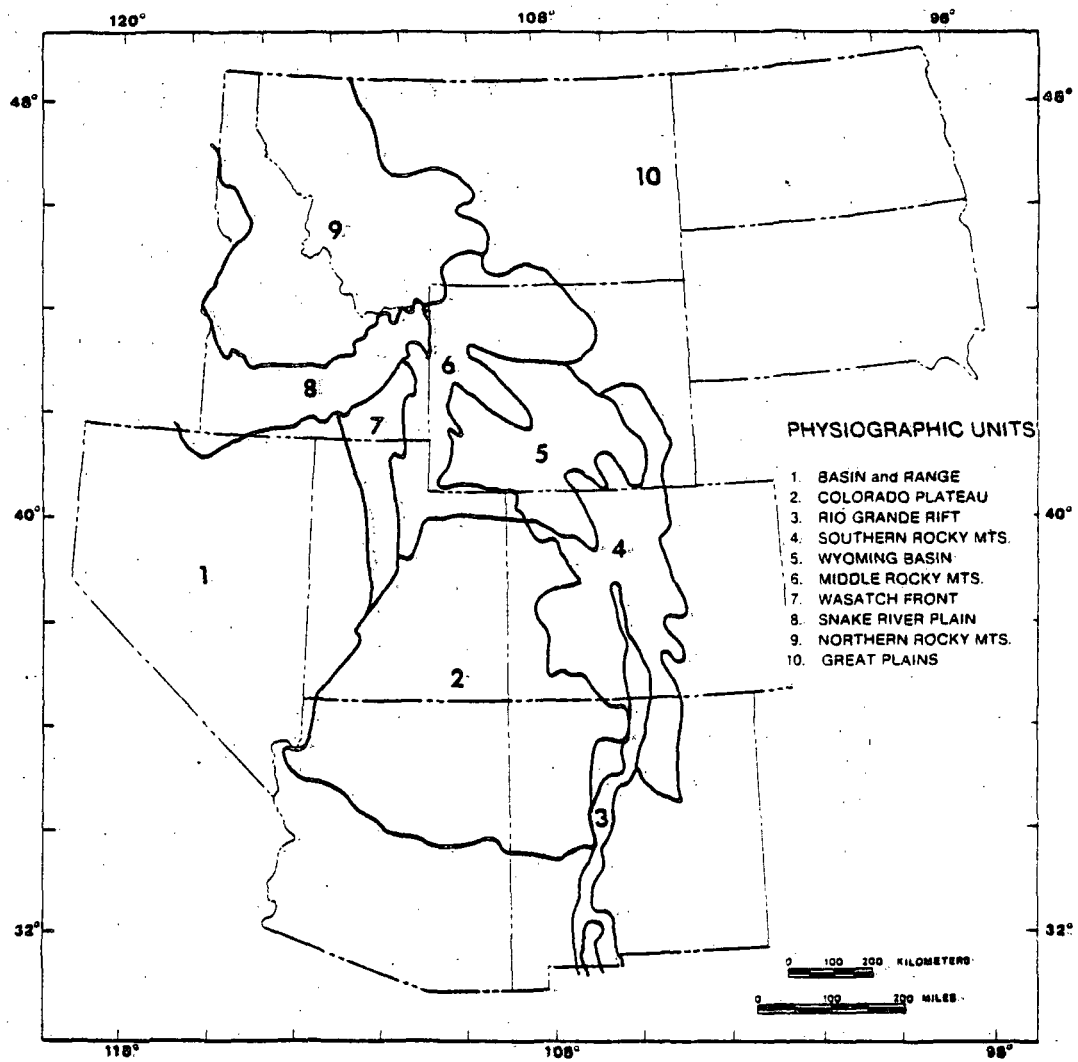 120° 108° 96°
48° 48°
10
9
6
8
7
PHYSIOGRAPHIC UNITS
5
1. BASIN and RANGE
2. COLORADO PLATEAU
40° 40°
3. RIO GRANDE RIFT
4. SOUTHERN ROCKY MTS.
4
5. WYOMING BASIN
1
6. MIDDLE ROCKY MTS.
7. WASATCH FRONT
8. SNAKE RIVER PLAIN
9. NORTHERN ROCKY MTS.
10. GREAT PLAINS
2
3
32° 32°
0 100 200 KILOMETERS
0 100 200 MILES
118° 108° 98°